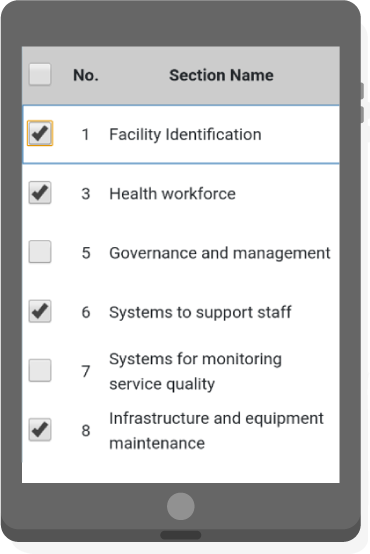 No. Section Name
1 Facility Identification
3 Health workforce
5 Governance and management
6 Systems to support staff
7 Systems for monitoring
service quality
8 Infrastructure and equipment
maintenance